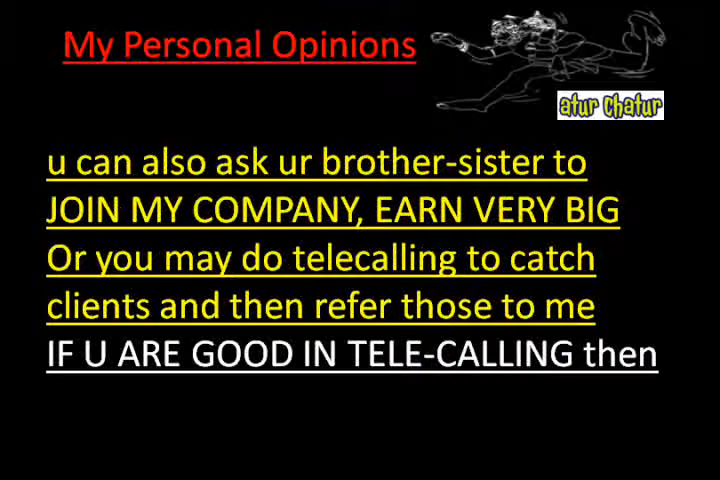 My Personal Opinions
atur chatur
u can also ask ur brother-sister to
JOIN MY COMPANY, EARN VERY BIG
Or you may do telecalling to catch
clients and then refer those to me
IF U ARE GOOD IN TELE-CALLING then